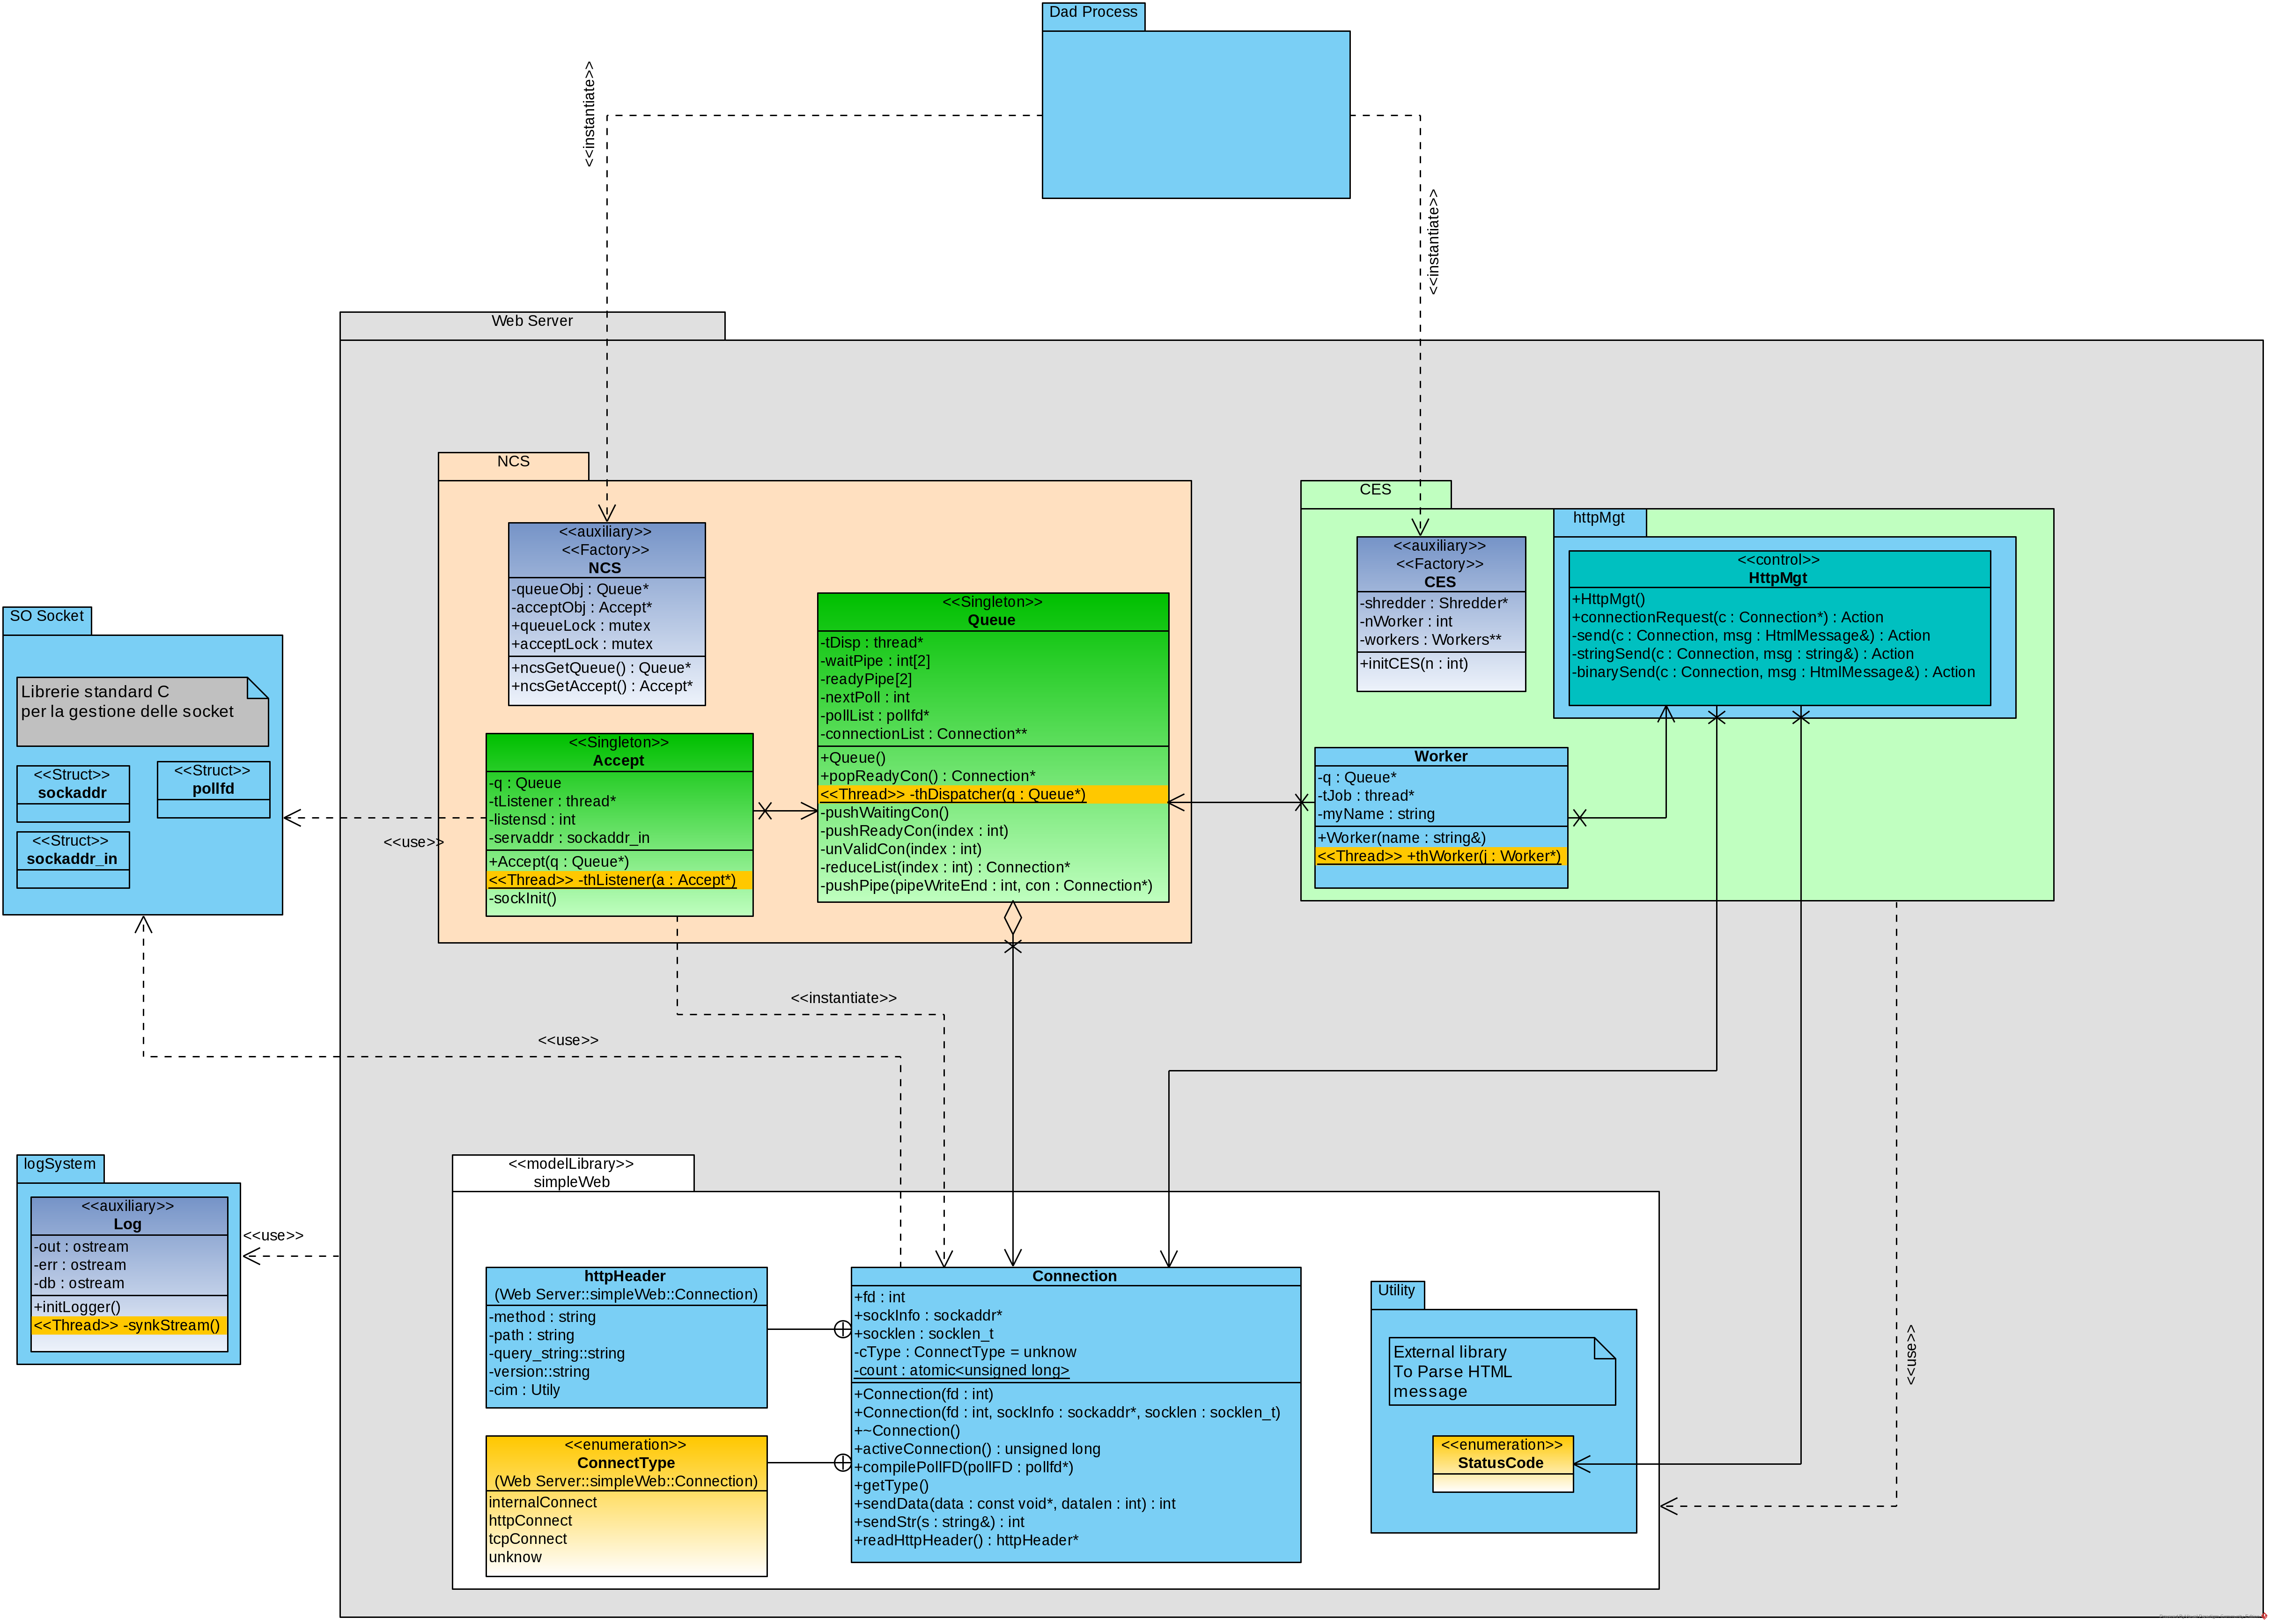 Dad Process
<<instantiate>>
<<instantiate>>
Web Server
NCS
<<auxiliary>>
<<Factory>>
NCS
-queueObj : Queue*
-acceptObj : Accept*
+queueLock : mutex
+acceptLock : mutex
+ncsGetQueue() : Queue*
+ncsGetAccept() : Accept*
<<Singleton>>
Queue
-tDisp : thread*
-waitPipe : int[2]
-readyPipe[2]
-nextPoll : int
-pollList : pollfd*
-connectionList : Connection**
+Queue()
+popReadyCon() : Connection*
<<Thread>> -thDispatcher(q : Queue*)
-pushWaitingCon()
-pushReadyCon(index : int)
-unValidCon(index : int)
-reduceList(index : int) : Connection*
-pushPipe(pipeWriteEnd : int, con : Connection*)
<<Singleton>>
Accept
-q : Queue
-tListener : thread*
-listensd : int
-servaddr : sockaddr_in
+Accept(q : Queue*)
<<Thread>> -thListener(a : Accept*)
-sockInit()
CES
<<auxiliary>>
<<Factory>>
CES
-shredder : Shredder*
-nWorker : int
-workers : Workers**
+initCES(n : int)
httpMgt
<<control>>
HttpMgt
+HttpMgt()
+connectionRequest(c : Connection*) : Action
-send(c : Connection, msg : HtmlMessage&) : Action
-stringSend(c : Connection, msg : string&) : Action
-binarySend(c : Connection, msg : HtmlMessage&) : Action
Worker
-q : Queue*
-tJob : thread*
-myName : string
+Worker(name : string&)
<<Thread>> +thWorker(j : Worker*)
SO Socket
Librerie standard C
per la gestione delle socket
<<Struct>>
sockaddr
<<Struct>>
pollfd
<<Struct>>
sockaddr_in
<<use>>
<<instantiate>>
<<use>>
logSystem
<<auxiliary>>
Log
-out : ostream
-err : ostream
-db : ostream
+initLogger()
<<Thread>> -synkStream()
<<use>>
<<modelLibrary>>
simpleWeb
httpHeader
(Web Server::simpleWeb::Connection)
-method : string
-path : string
-query_string::string
-version::string
-cim : Utily
<<enumeration>>
ConnectType
(Web Server::simpleWeb::Connection)
internalConnect
httpConnect
tcpConnect
unknow
Connection
+fd : int
+sockInfo : sockaddr*
+socklen : socklen_t
-cType : ConnectType = unknow
-count : atomic<unsigned long>
+Connection(fd : int)
+Connection(fd : int, sockInfo : sockaddr*, socklen : socklen_t)
+~Connection()
+activeConnection() : unsigned long
+compilePollFD(pollFD : pollfd*)
+getType()
+sendData(data : const void*, datalen : int) : int
+sendStr(s : string&) : int
+readHttpHeader() : httpHeader*
Utility
External library
To Parse HTML
message
<<enumeration>>
StatusCode
<<use>>